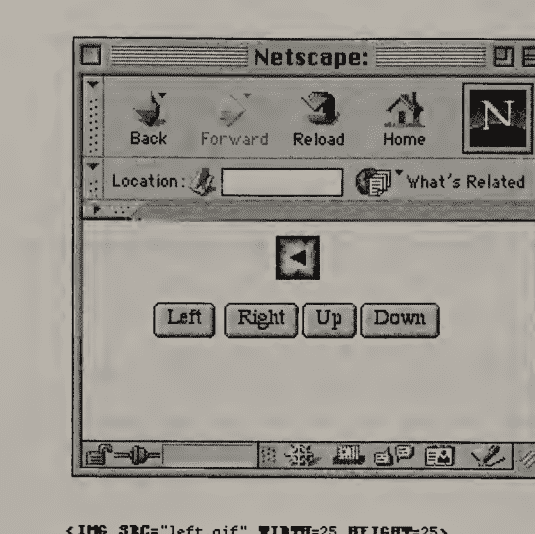 Netscape:
Back Forward Reload Home N
Location: What's Related
Left Right Up Down
<IMG SRC="left.gif" WIDTH=25 HEIGHT=25>